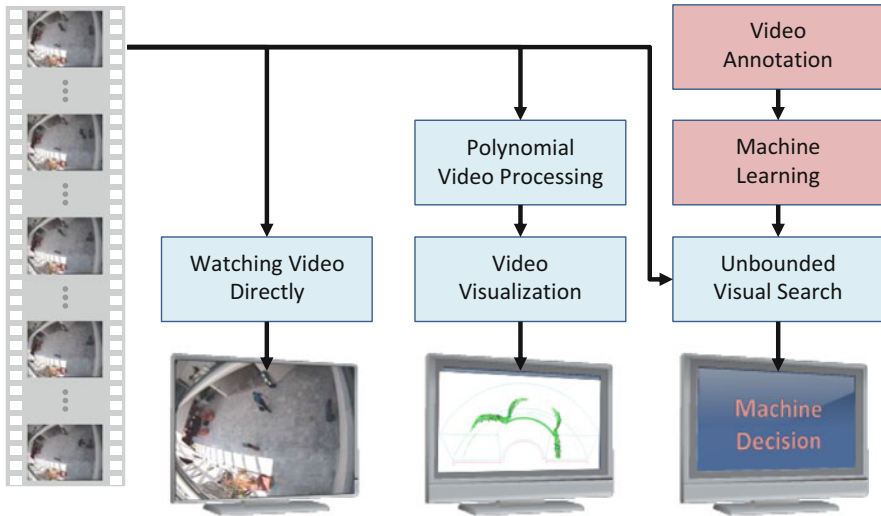 Video
Annotation
Polynomial
Video Processing
Machine
Learning
Watching Video
Directly
Video
Visualization
Unbounded
Visual Search
Machine
Decision